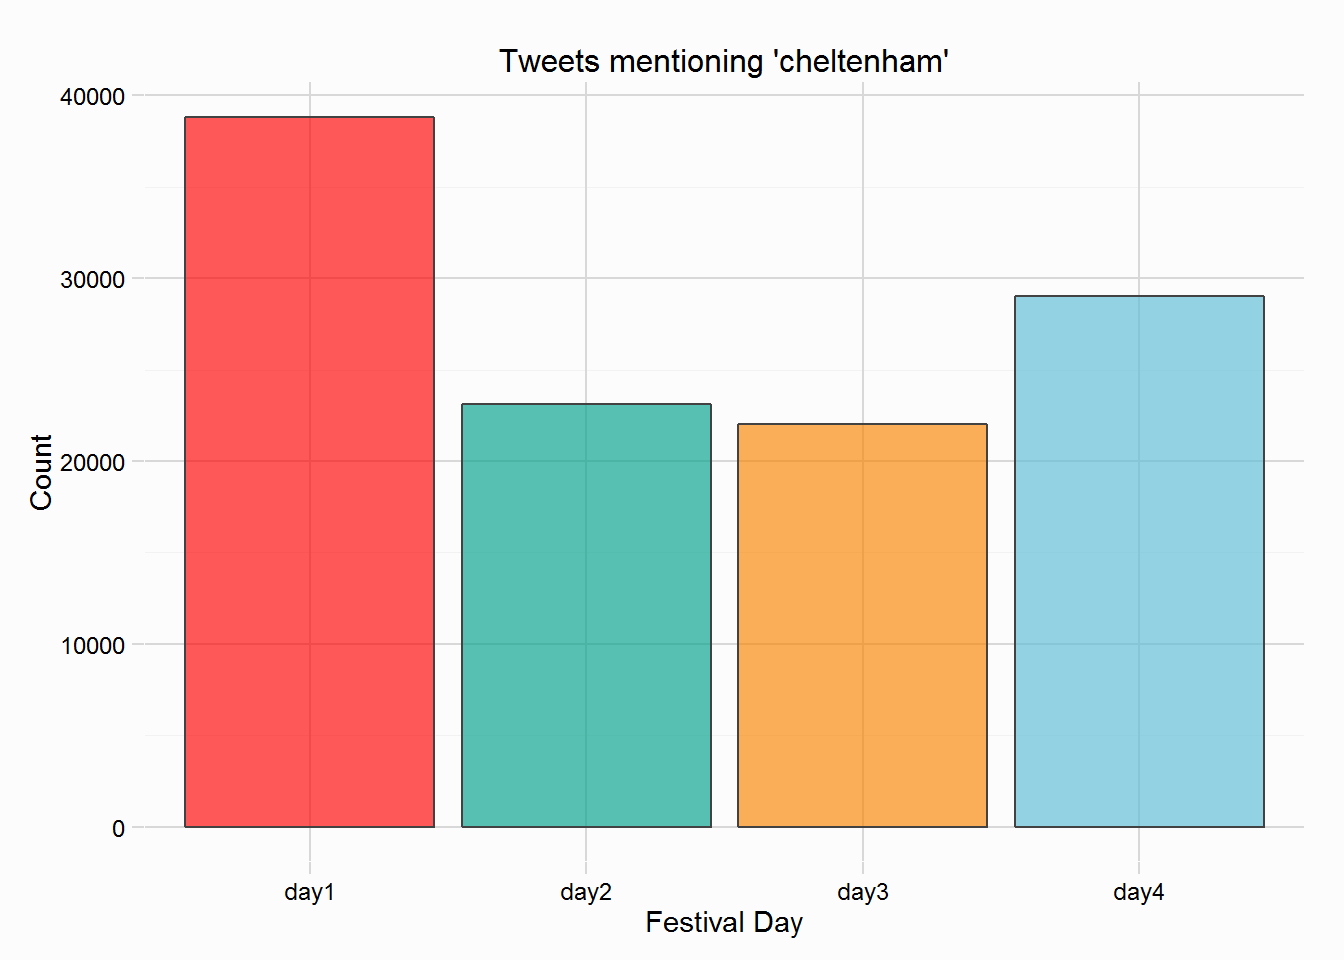 Tweets mentioning 'cheltenham'
40000
30000
20000
10000
0
Count
day1 day2 day3 day4
Festival Day